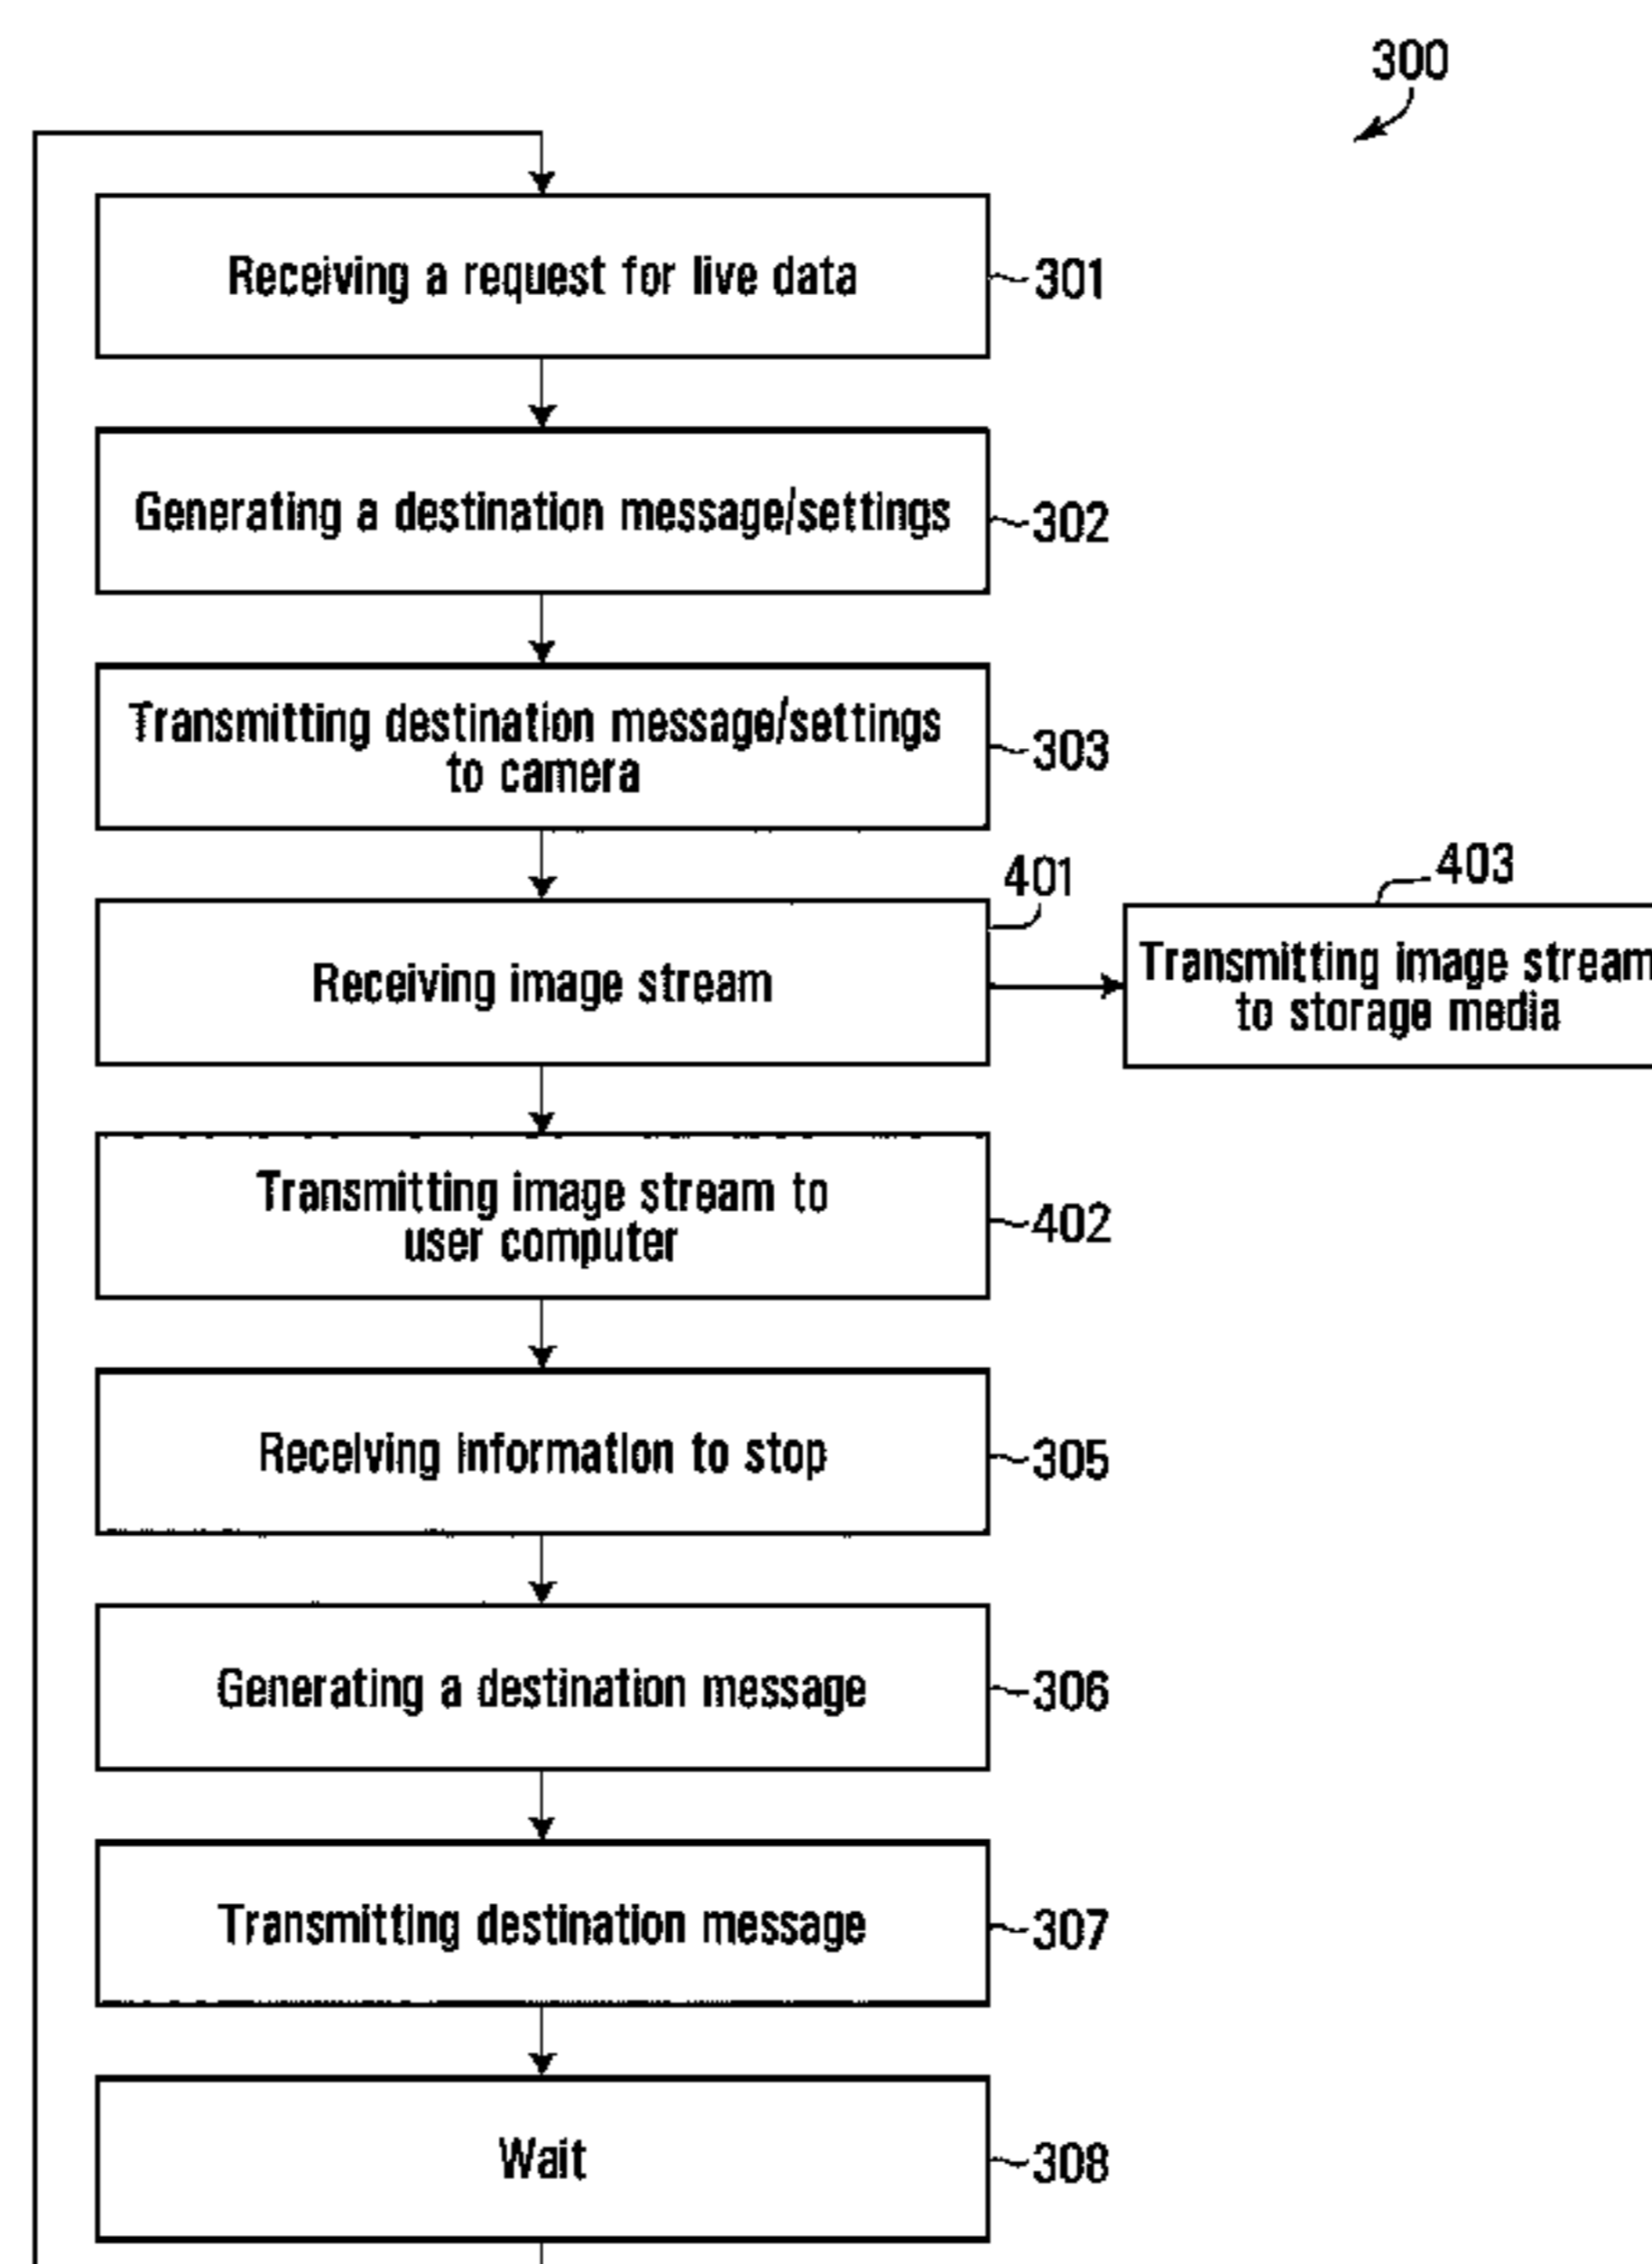 300
Receiving a request for live data
301
Generating a destination message/settings
302
Transmitting destination message/settings
to camera
303
Receiving image stream
401
Transmitting image stream
to storage media
403
Transmitting image stream to
user computer
402
Receiving information to stop
305
Generating a destination message
306
Transmitting destination message
307
Wait
308